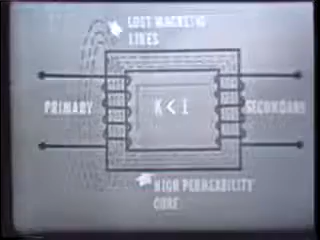 LOST MAGNETIC
LINES
PRIMARY
K < 1
SECONDARY
HIGH PERMEABILITY
CORE